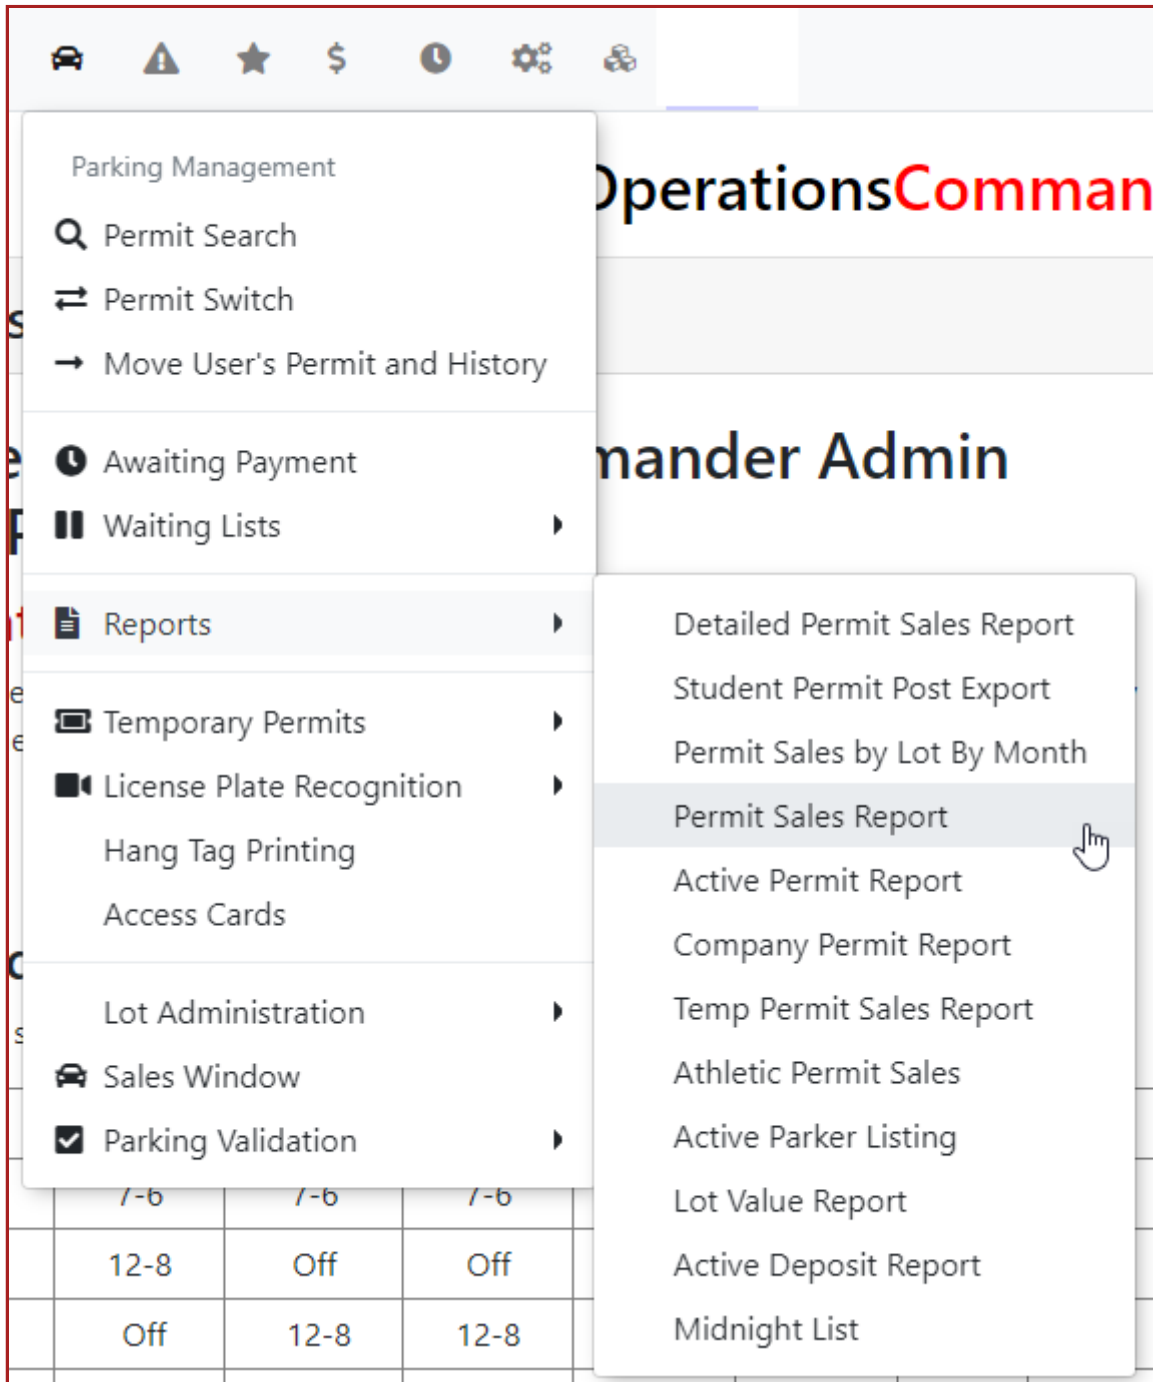 Parking Management
OperationsComman
Permit Search
Permit Switch
Move User's Permit and History
mander Admin
Awaiting Payment
Waiting Lists
Reports
Detailed Permit Sales Report
Student Permit Post Export
Permit Sales by Lot By Month
Permit Sales Report
Active Permit Report
Company Permit Report
Temp Permit Sales Report
Athletic Permit Sales
Active Parker Listing
Lot Value Report
Active Deposit Report
Midnight List
Temporary Permits
License Plate Recognition
Hang Tag Printing
Access Cards
Lot Administration
Sales Window
Parking Validation
7-6 7-6 7-6
12-8 Off Off
Off 12-8 12-8